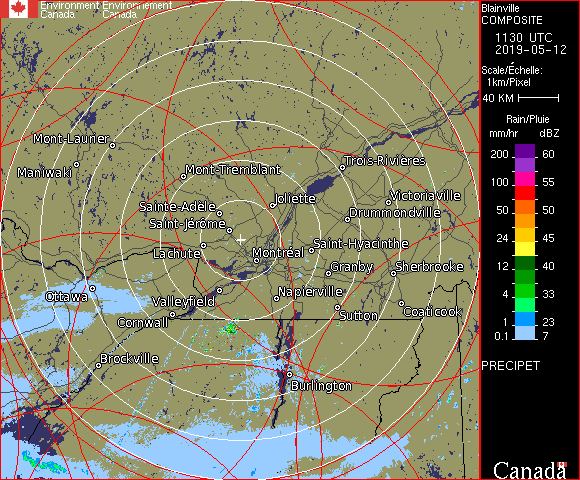 Environment Environnement
Canada Canada
Blainville
COMPOSITE
1130 UTC
2019-05-12
Scale/Échelle:
1km/Pixel
40 KM
Rain/Pluie
mm/hr dBZ
200 60
100 55
50 50
24 45
12 40
4 33
1 23
0.1 7
PRECIPET
Canada
Mont-Laurier
Maniwaki
Mont-Tremblant
Trois-Rivières
Sainte-Adèle
Joliette
Victoriaville
Drummondville
Saint-Jérôme
Lachute
Montréal
Saint-Hyacinthe
Granby
Sherbrooke
Ottawa
Valleyfield
Napierville
Cornwall
Sutton
Coaticook
Brockville
Burlington